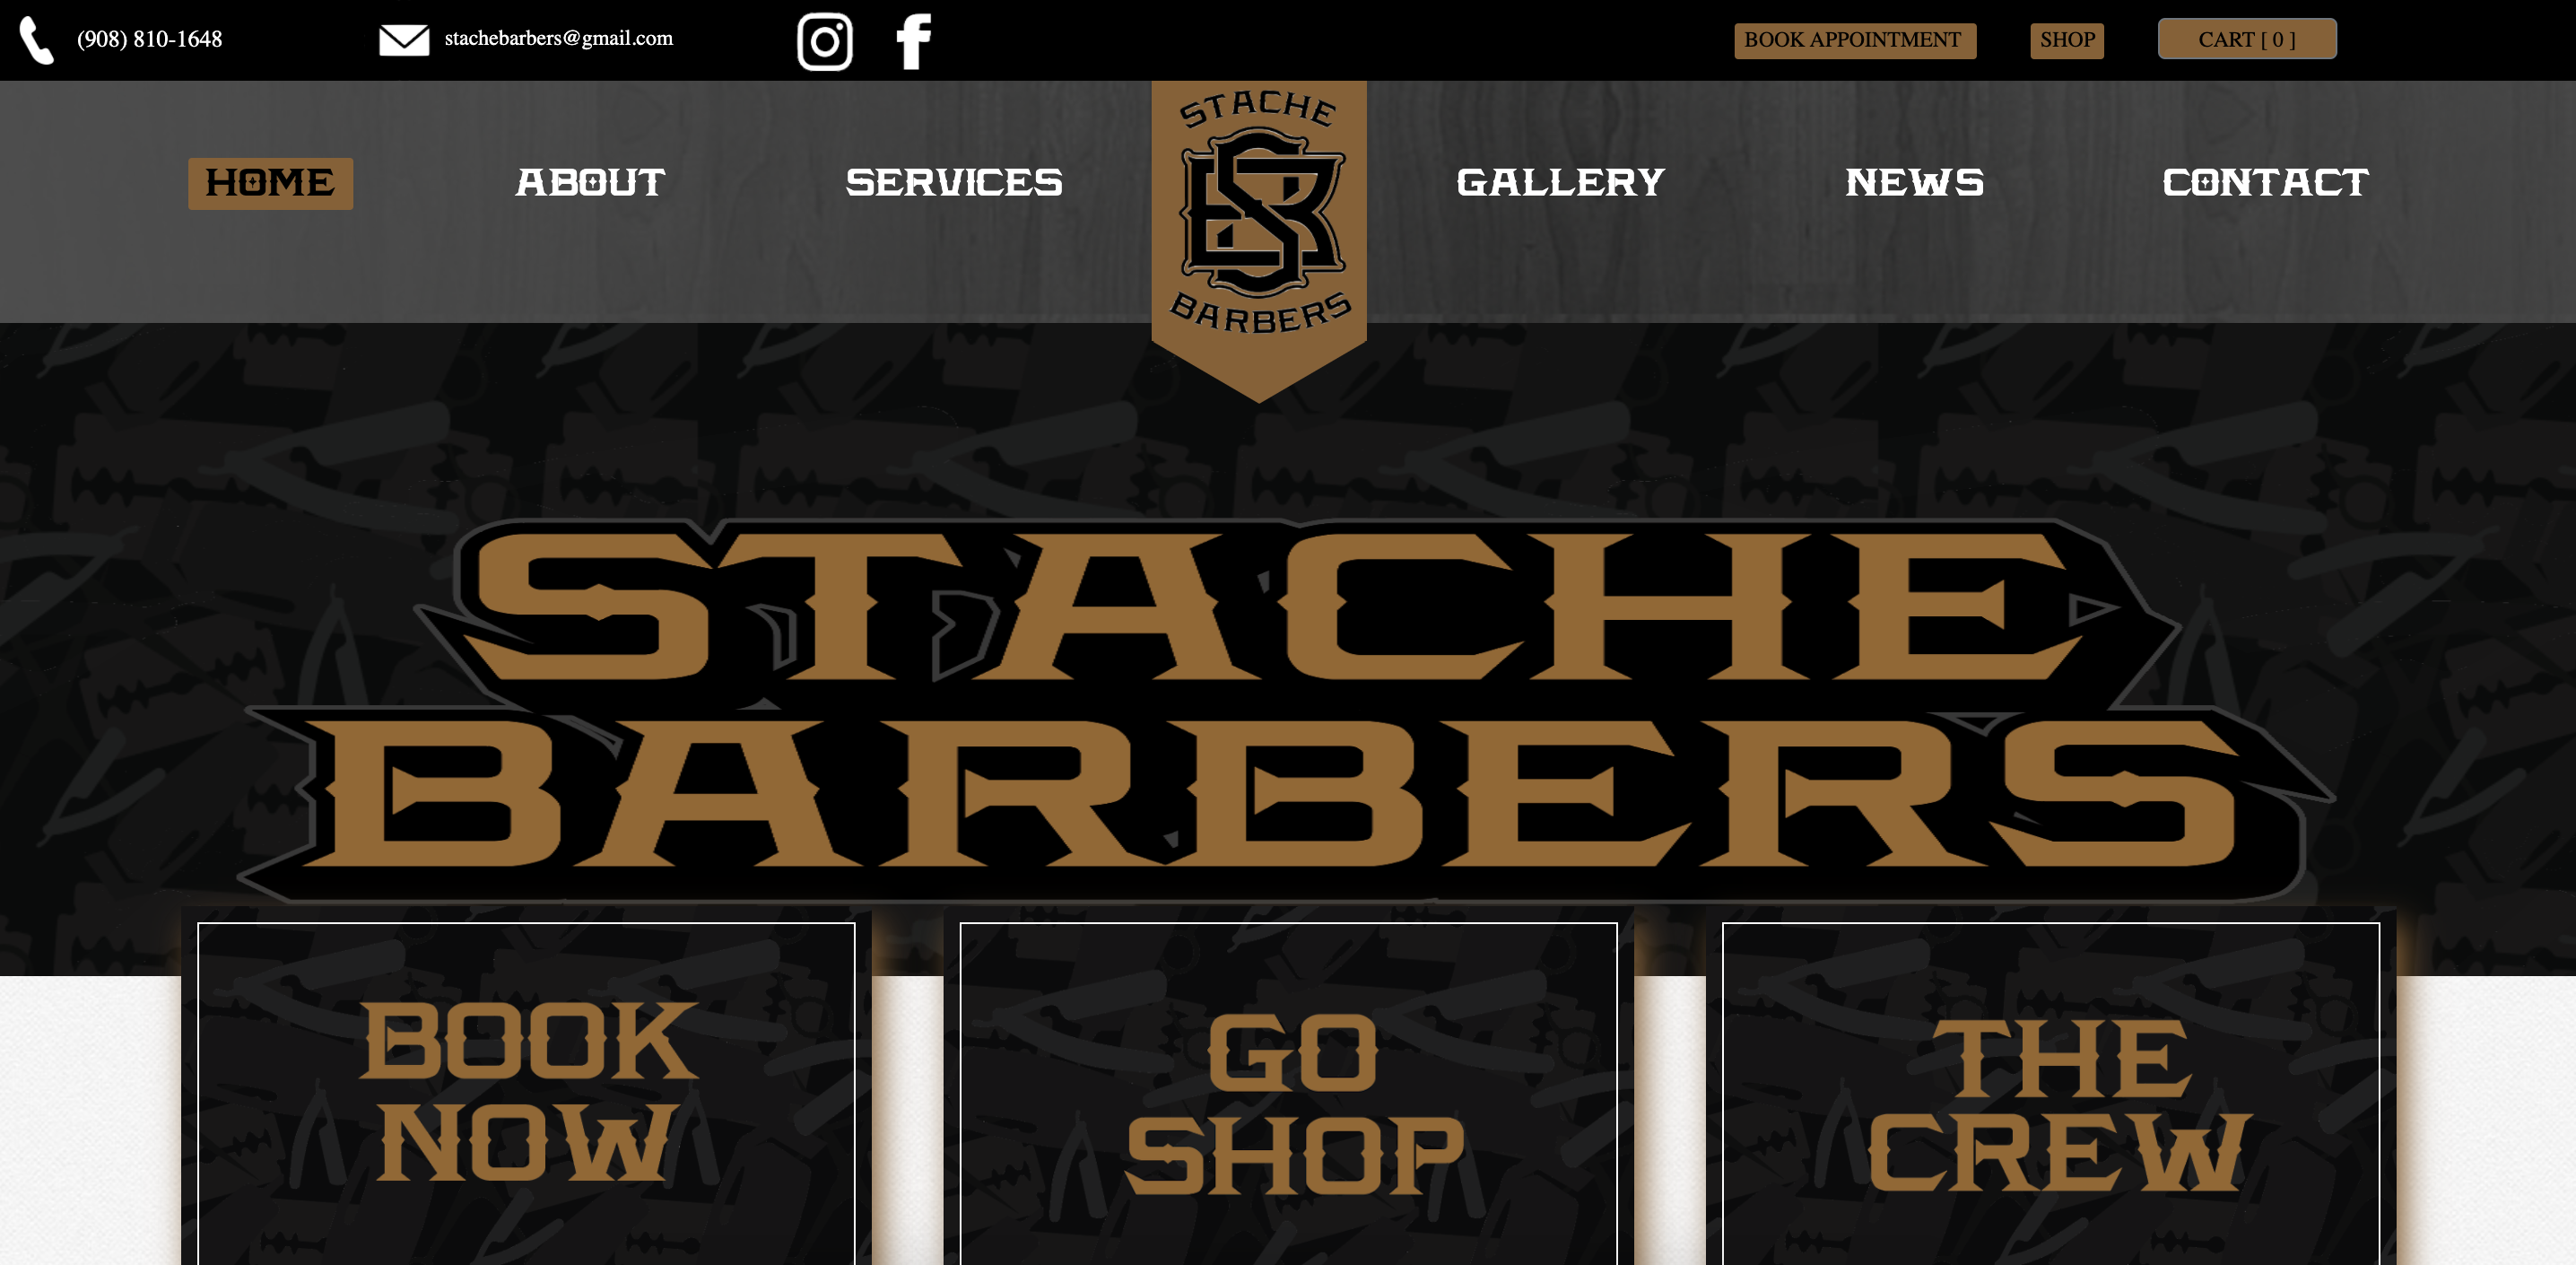 (908) 810-1648
stachebarbers@gmail.com
BOOK APPOINTMENT
SHOP
CART [ 0 ]
HOME
ABOUT
SERVICES
STACHE
SB
BARBERS
GALLERY
NEWS
CONTACT
STACHE
BARBERS
BOOK
NOW
GO
SHOP
THE
CREW